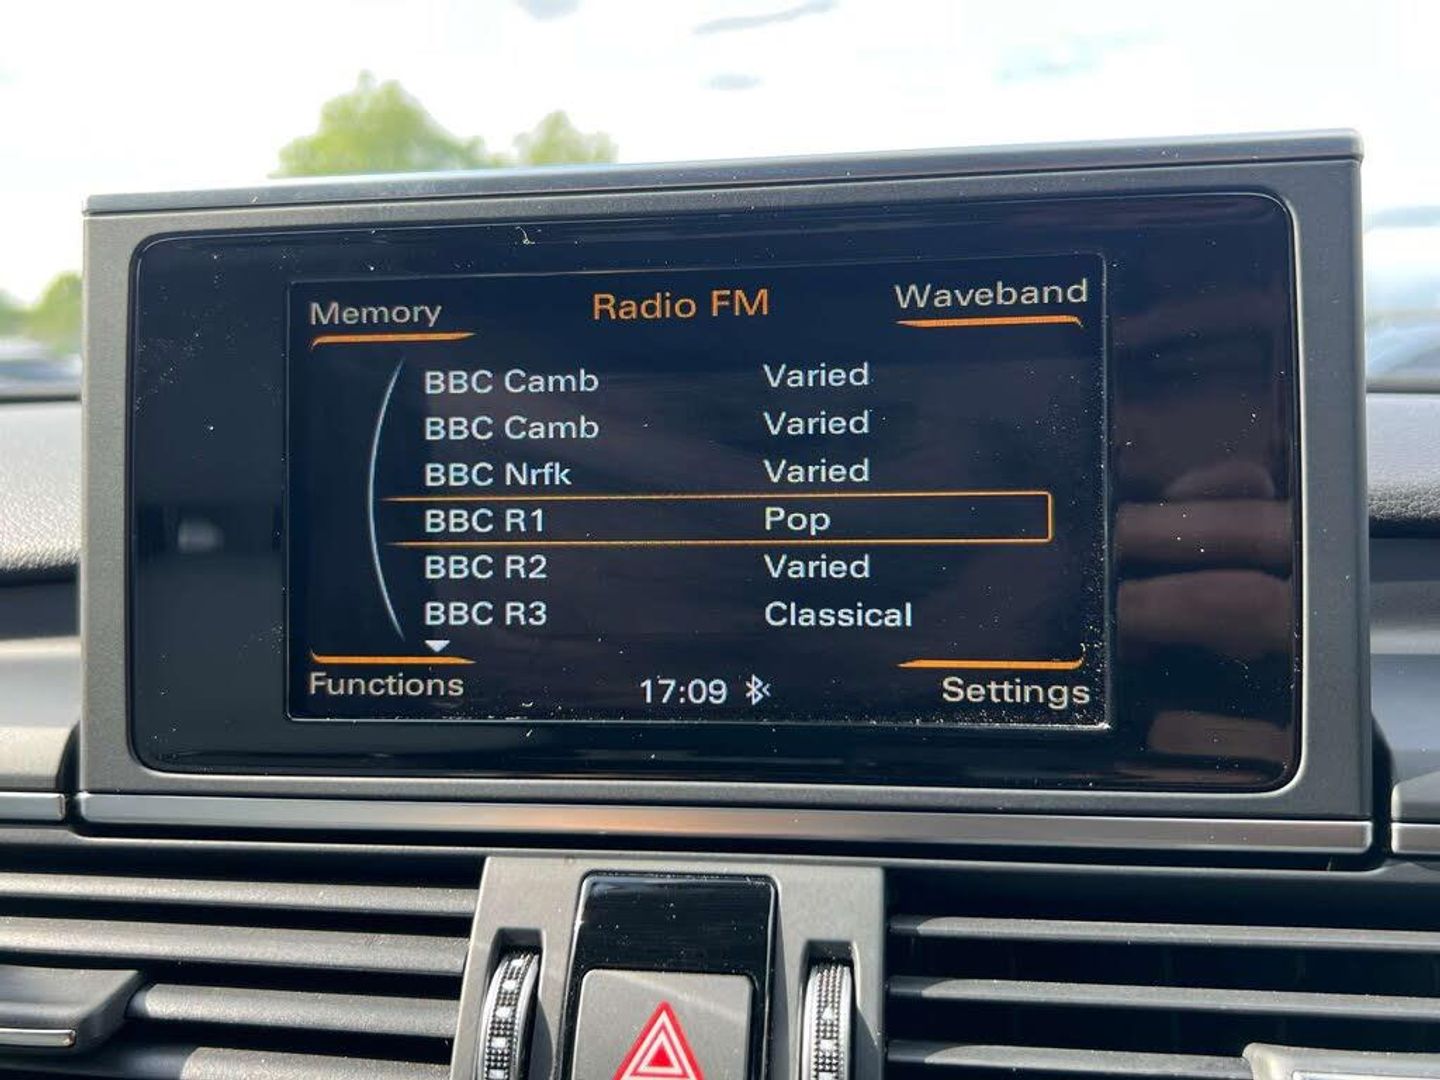 Memory Radio FM Waveband
BBC Camb Varied
BBC Camb Varied
BBC Nrfk Varied
BBC R1 Pop
BBC R2 Varied
BBC R3 Classical
Functions 17:09 Settings